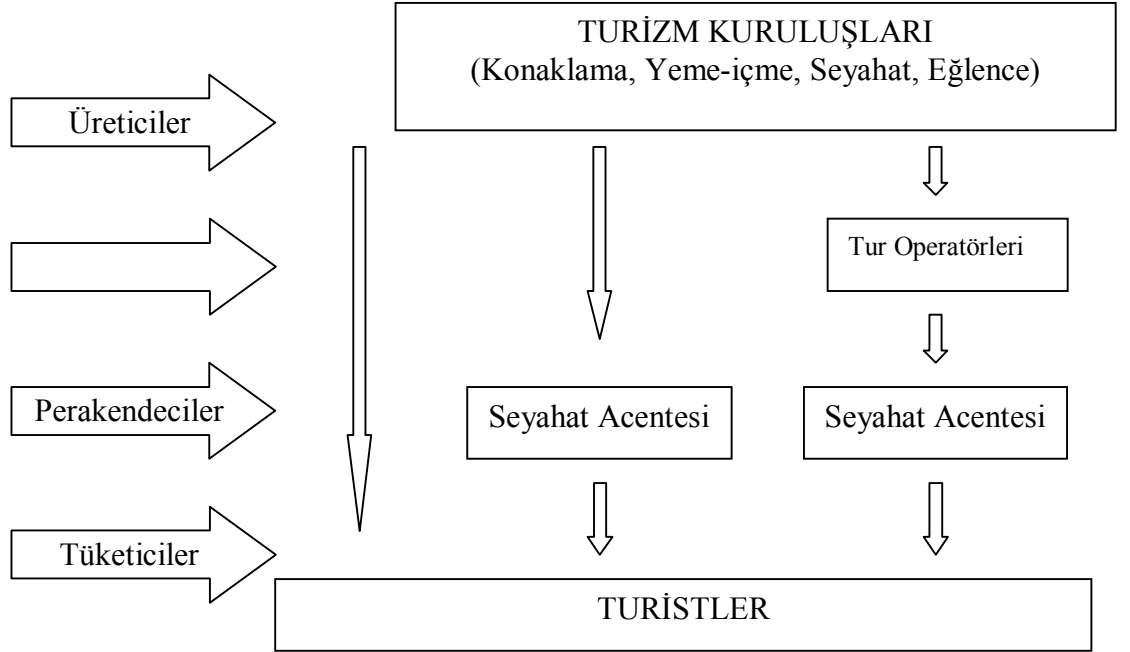 TURİZM KURULUŞLARI
(Konaklama, Yeme-içme, Seyahat, Eğlence)
Üreticiler
Tur Operatörleri
Perakendeciler
Seyahat Acentesi
Seyahat Acentesi
Tüketiciler
TURİSTLER